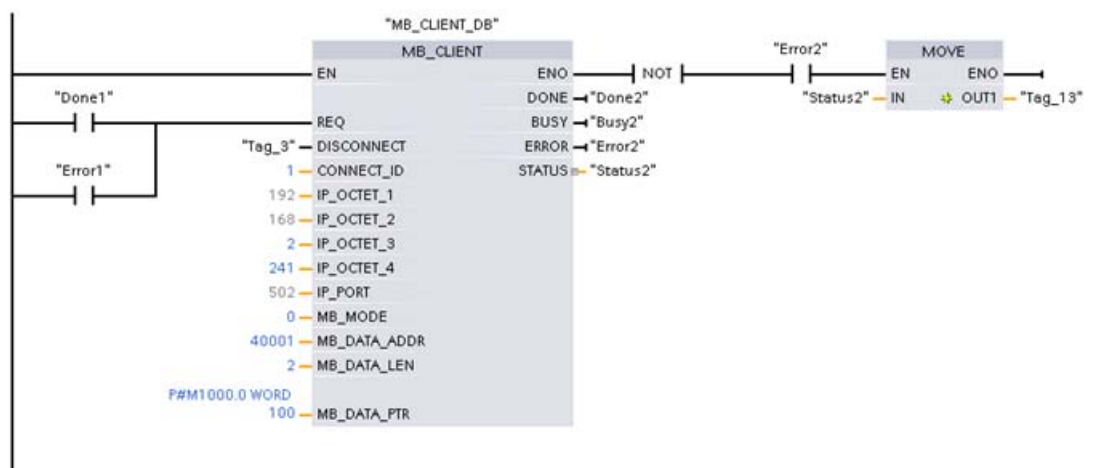 "MB_CLIENT_DB"
MB_CLIENT
"Error2"
MOVE
EN
ENO
NOT
EN
ENO
"Done1"
DONE
"Done2"
"Status2"
IN
OUT1
"Tag_13"
REQ
BUSY
"Busy2"
"Tag_3"
DISCONNECT
ERROR
"Error2"
"Error1"
1
CONNECT_ID
STATUS
"Status2"
192
IP_OCTET_1
168
IP_OCTET_2
2
IP_OCTET_3
241
IP_OCTET_4
502
IP_PORT
0
MB_MODE
40001
MB_DATA_ADDR
2
MB_DATA_LEN
P#M1000.0 WORD
100
MB_DATA_PTR